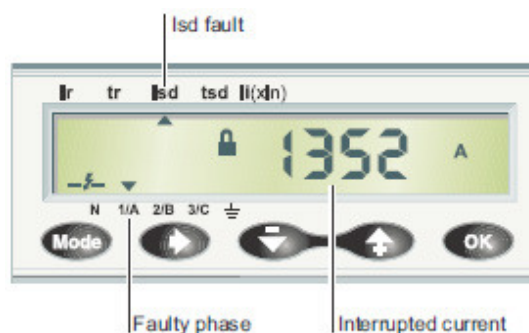 Isd fault
Ir tr Isd tsd Ii(xIn)
1352 A
N 1/A 2/B 3/C
Mode OK
Faulty phase Interrupted current